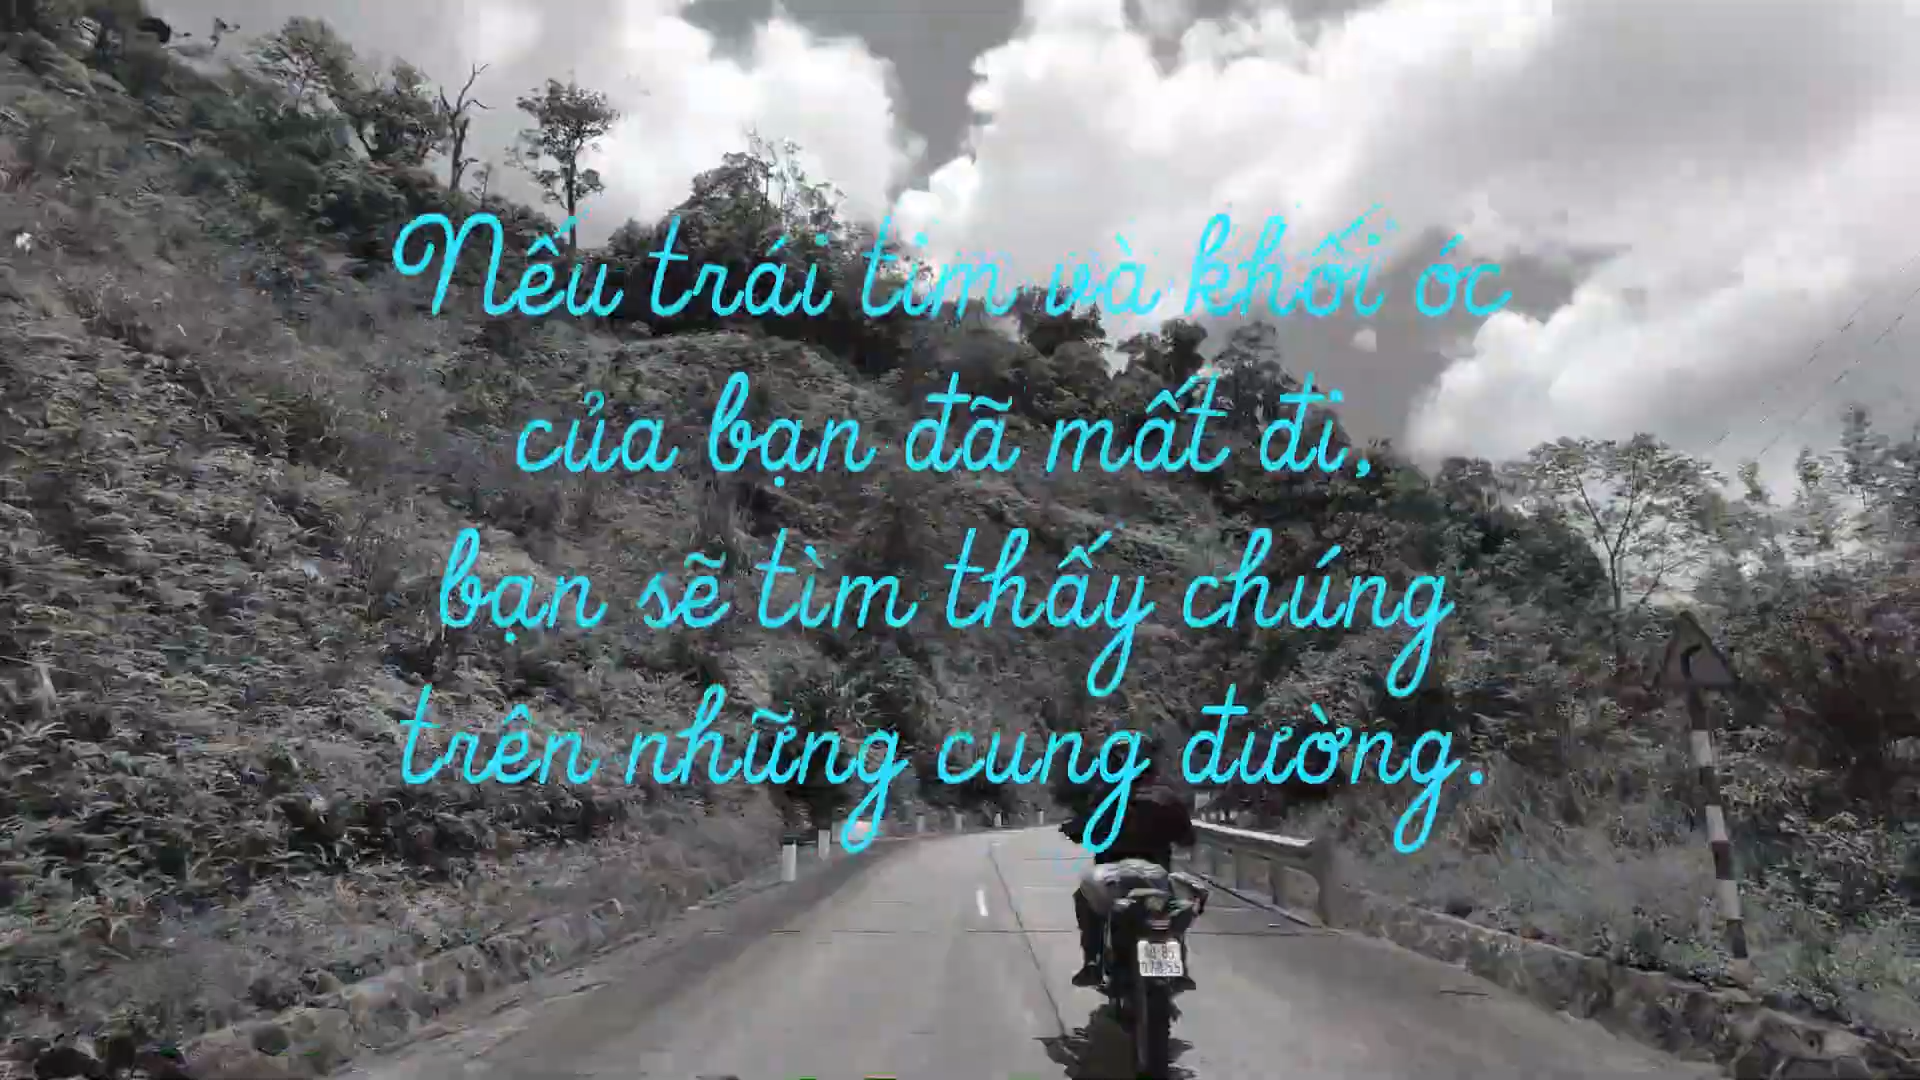 Nếu trái tim và khối óc
của bạn đã mất đi,
bạn sẽ tìm thấy chúng
trên những cung đường.